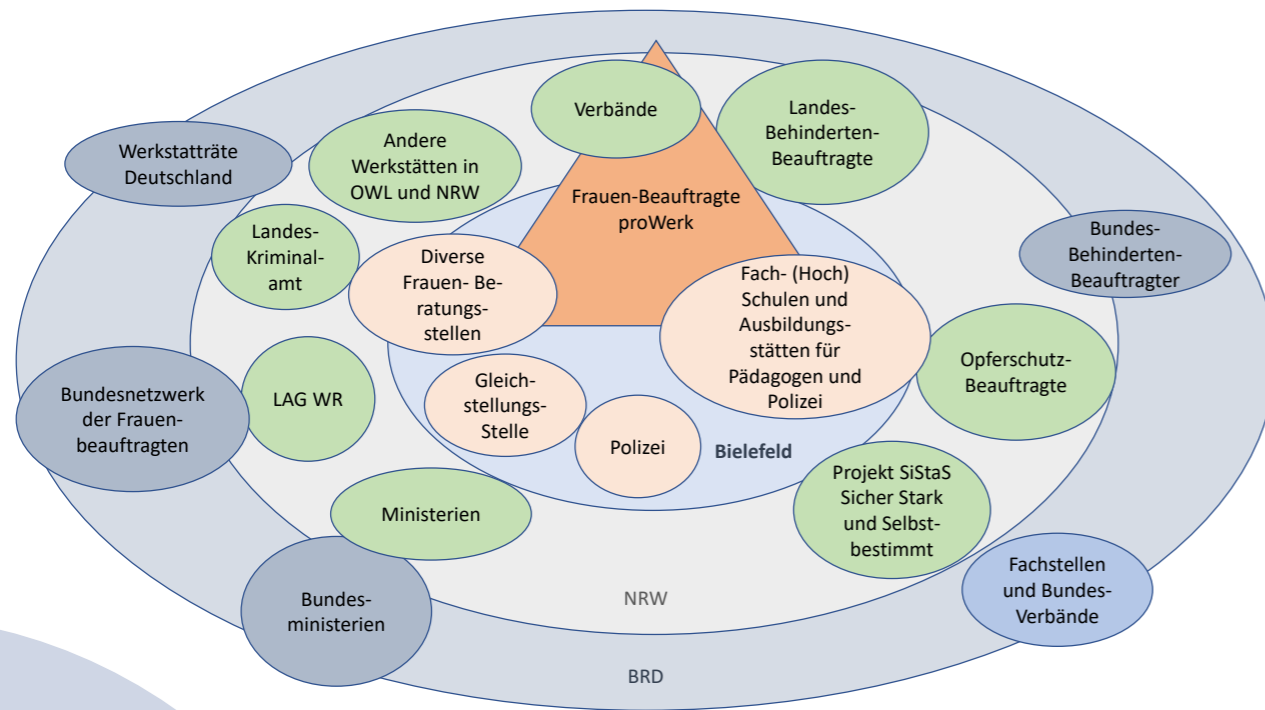 Verbände
Landes-
Behinderten-
Beauftragte
Andere
Werkstätten in
OWL und NRW
Werkstatträte
Deutschland
Frauen-Beauftragte
proWerk
Landes-
Kriminal-
amt
Diverse
Frauen- Be-
ratungs-
stellen
Fach- (Hoch)
Schulen und
Ausbildungs-
stätten für
Pädagogen und
Polizei
Bundes-
Behinderten-
Beauftragter
Opferschutz-
Beauftragte
Bundesnetzwerk
der Frauen-
beauftragten
LAG WR
Gleich-
stellungs-
Stelle
Polizei
Bielefeld
Projekt SiStaS
Sicher Stark
und Selbst-
bestimmt
Ministerien
Bundes-
ministerien
Fachstellen
und Bundes-
Verbände
NRW
BRD